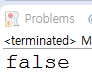 Problems
<terminated> M
false